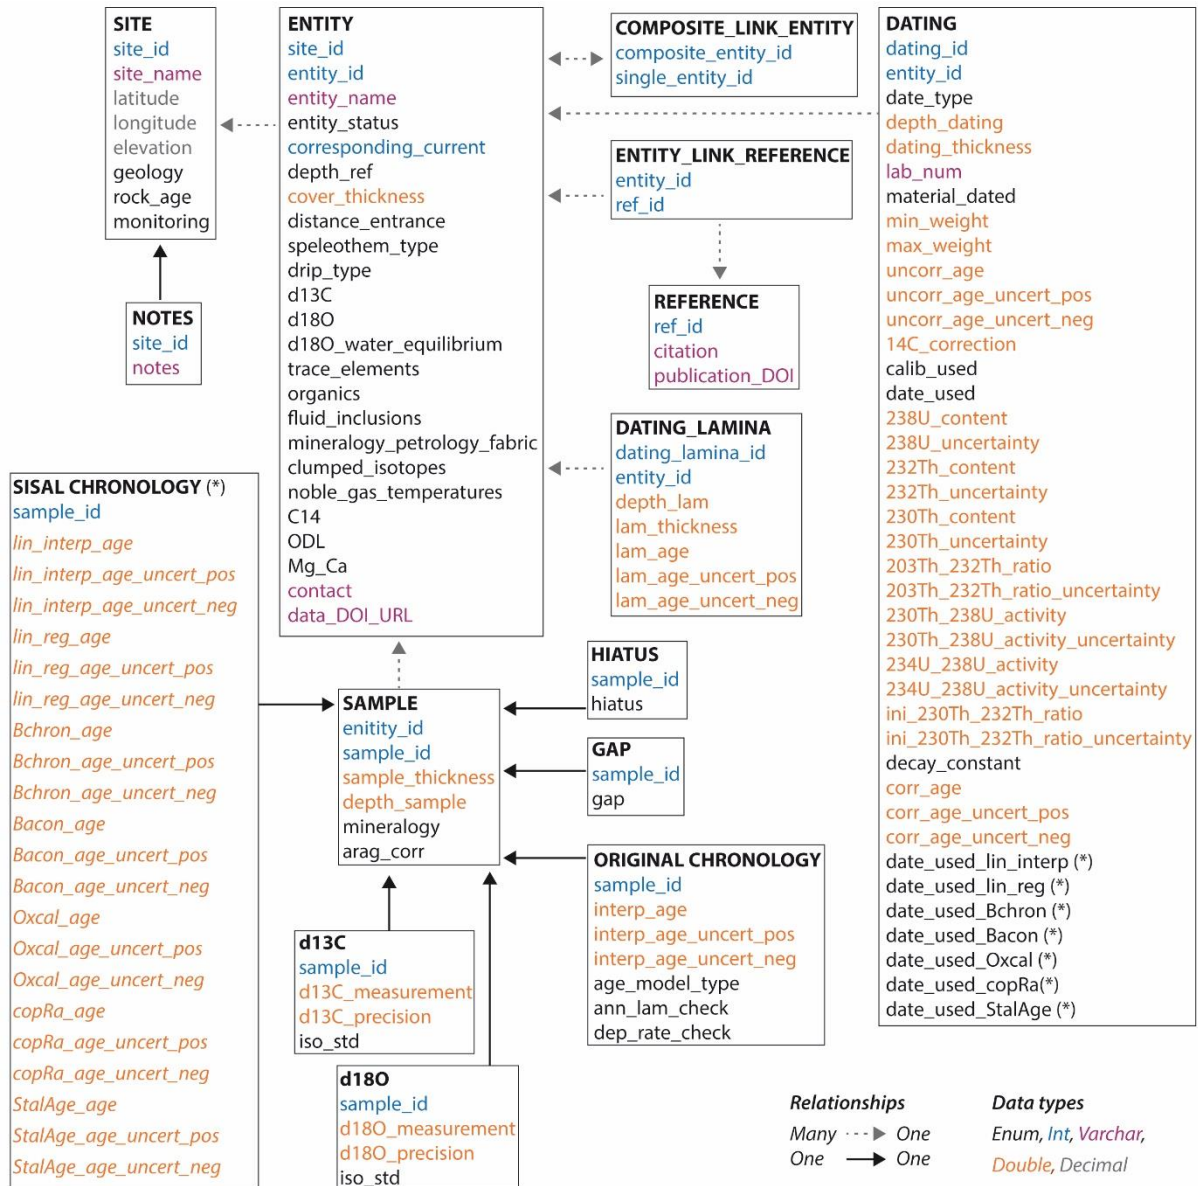 SITE
site_id
site_name
latitude
longitude
elevation
geology
rock_age
monitoring
NOTES
site_id
notes
ENTITY
site_id
entity_id
entity_name
entity_status
corresponding_current
depth_ref
cover_thickness
distance_entrance
speleothem_type
drip_type
d13C
d18O
d18O_water_equilibrium
trace_elements
organics
fluid_inclusions
mineralogy_petrology_fabric
clumped_isotopes
noble_gas_temperatures
C14
ODL
Mg_Ca
contact
data_DOI_URL
COMPOSITE_LINK_ENTITY
composite_entity_id
single_entity_id
ENTITY_LINK_REFERENCE
entity_id
ref_id
REFERENCE
ref_id
citation
publication_DOI
DATING_LAMINA
dating_lamina_id
entity_id
depth_lam
lam_thickness
lam_age
lam_age_uncert_pos
lam_age_uncert_neg
DATING
dating_id
entity_id
date_type
depth_dating
dating_thickness
lab_num
material_dated
min_weight
max_weight
uncorr_age
uncorr_age_uncert_pos
uncorr_age_uncert_neg
14C_correction
calib_used
date_used
238U_content
238U_uncertainty
232Th_content
232Th_uncertainty
230Th_content
230Th_uncertainty
203Th_232Th_ratio
203Th_232Th_ratio_uncertainty
230Th_238U_activity
230Th_238U_activity_uncertainty
234U_238U_activity
234U_238U_activity_uncertainty
ini_230Th_232Th_ratio
ini_230Th_232Th_ratio_uncertainty
decay_constant
corr_age
corr_age_uncert_pos
corr_age_uncert_neg
date_used_lin_interp (*)
date_used_lin_reg (*)
date_used_Bchron (*)
date_used_Bacon (*)
date_used_Oxcal (*)
date_used_copRa(*)
date_used_StalAge (*)
SISAL CHRONOLOGY (*)
sample_id
lin_interp_age
lin_interp_age_uncert_pos
lin_interp_age_uncert_neg
lin_reg_age
lin_reg_age_uncert_pos
lin_reg_age_uncert_neg
Bchron_age
Bchron_age_uncert_pos
Bchron_age_uncert_neg
Bacon_age
Bacon_age_uncert_pos
Bacon_age_uncert_neg
Oxcal_age
Oxcal_age_uncert_pos
Oxcal_age_uncert_neg
copRa_age
copRa_age_uncert_pos
copRa_age_uncert_neg
StalAge_age
StalAge_age_uncert_pos
StalAge_age_uncert_neg
SAMPLE
enitity_id
sample_id
sample_thickness
depth_sample
mineralogy
arag_corr
HIATUS
sample_id
hiatus
GAP
sample_id
gap
ORIGINAL CHRONOLOGY
sample_id
interp_age
interp_age_uncert_pos
interp_age_uncert_neg
age_model_type
ann_lam_check
dep_rate_check
d13C
sample_id
d13C_measurement
d13C_precision
iso_std
d18O
sample_id
d18O_measurement
d18O_precision
iso_std
Relationships
Many One
One One
Data types
Enum, Int, Varchar,
Double, Decimal